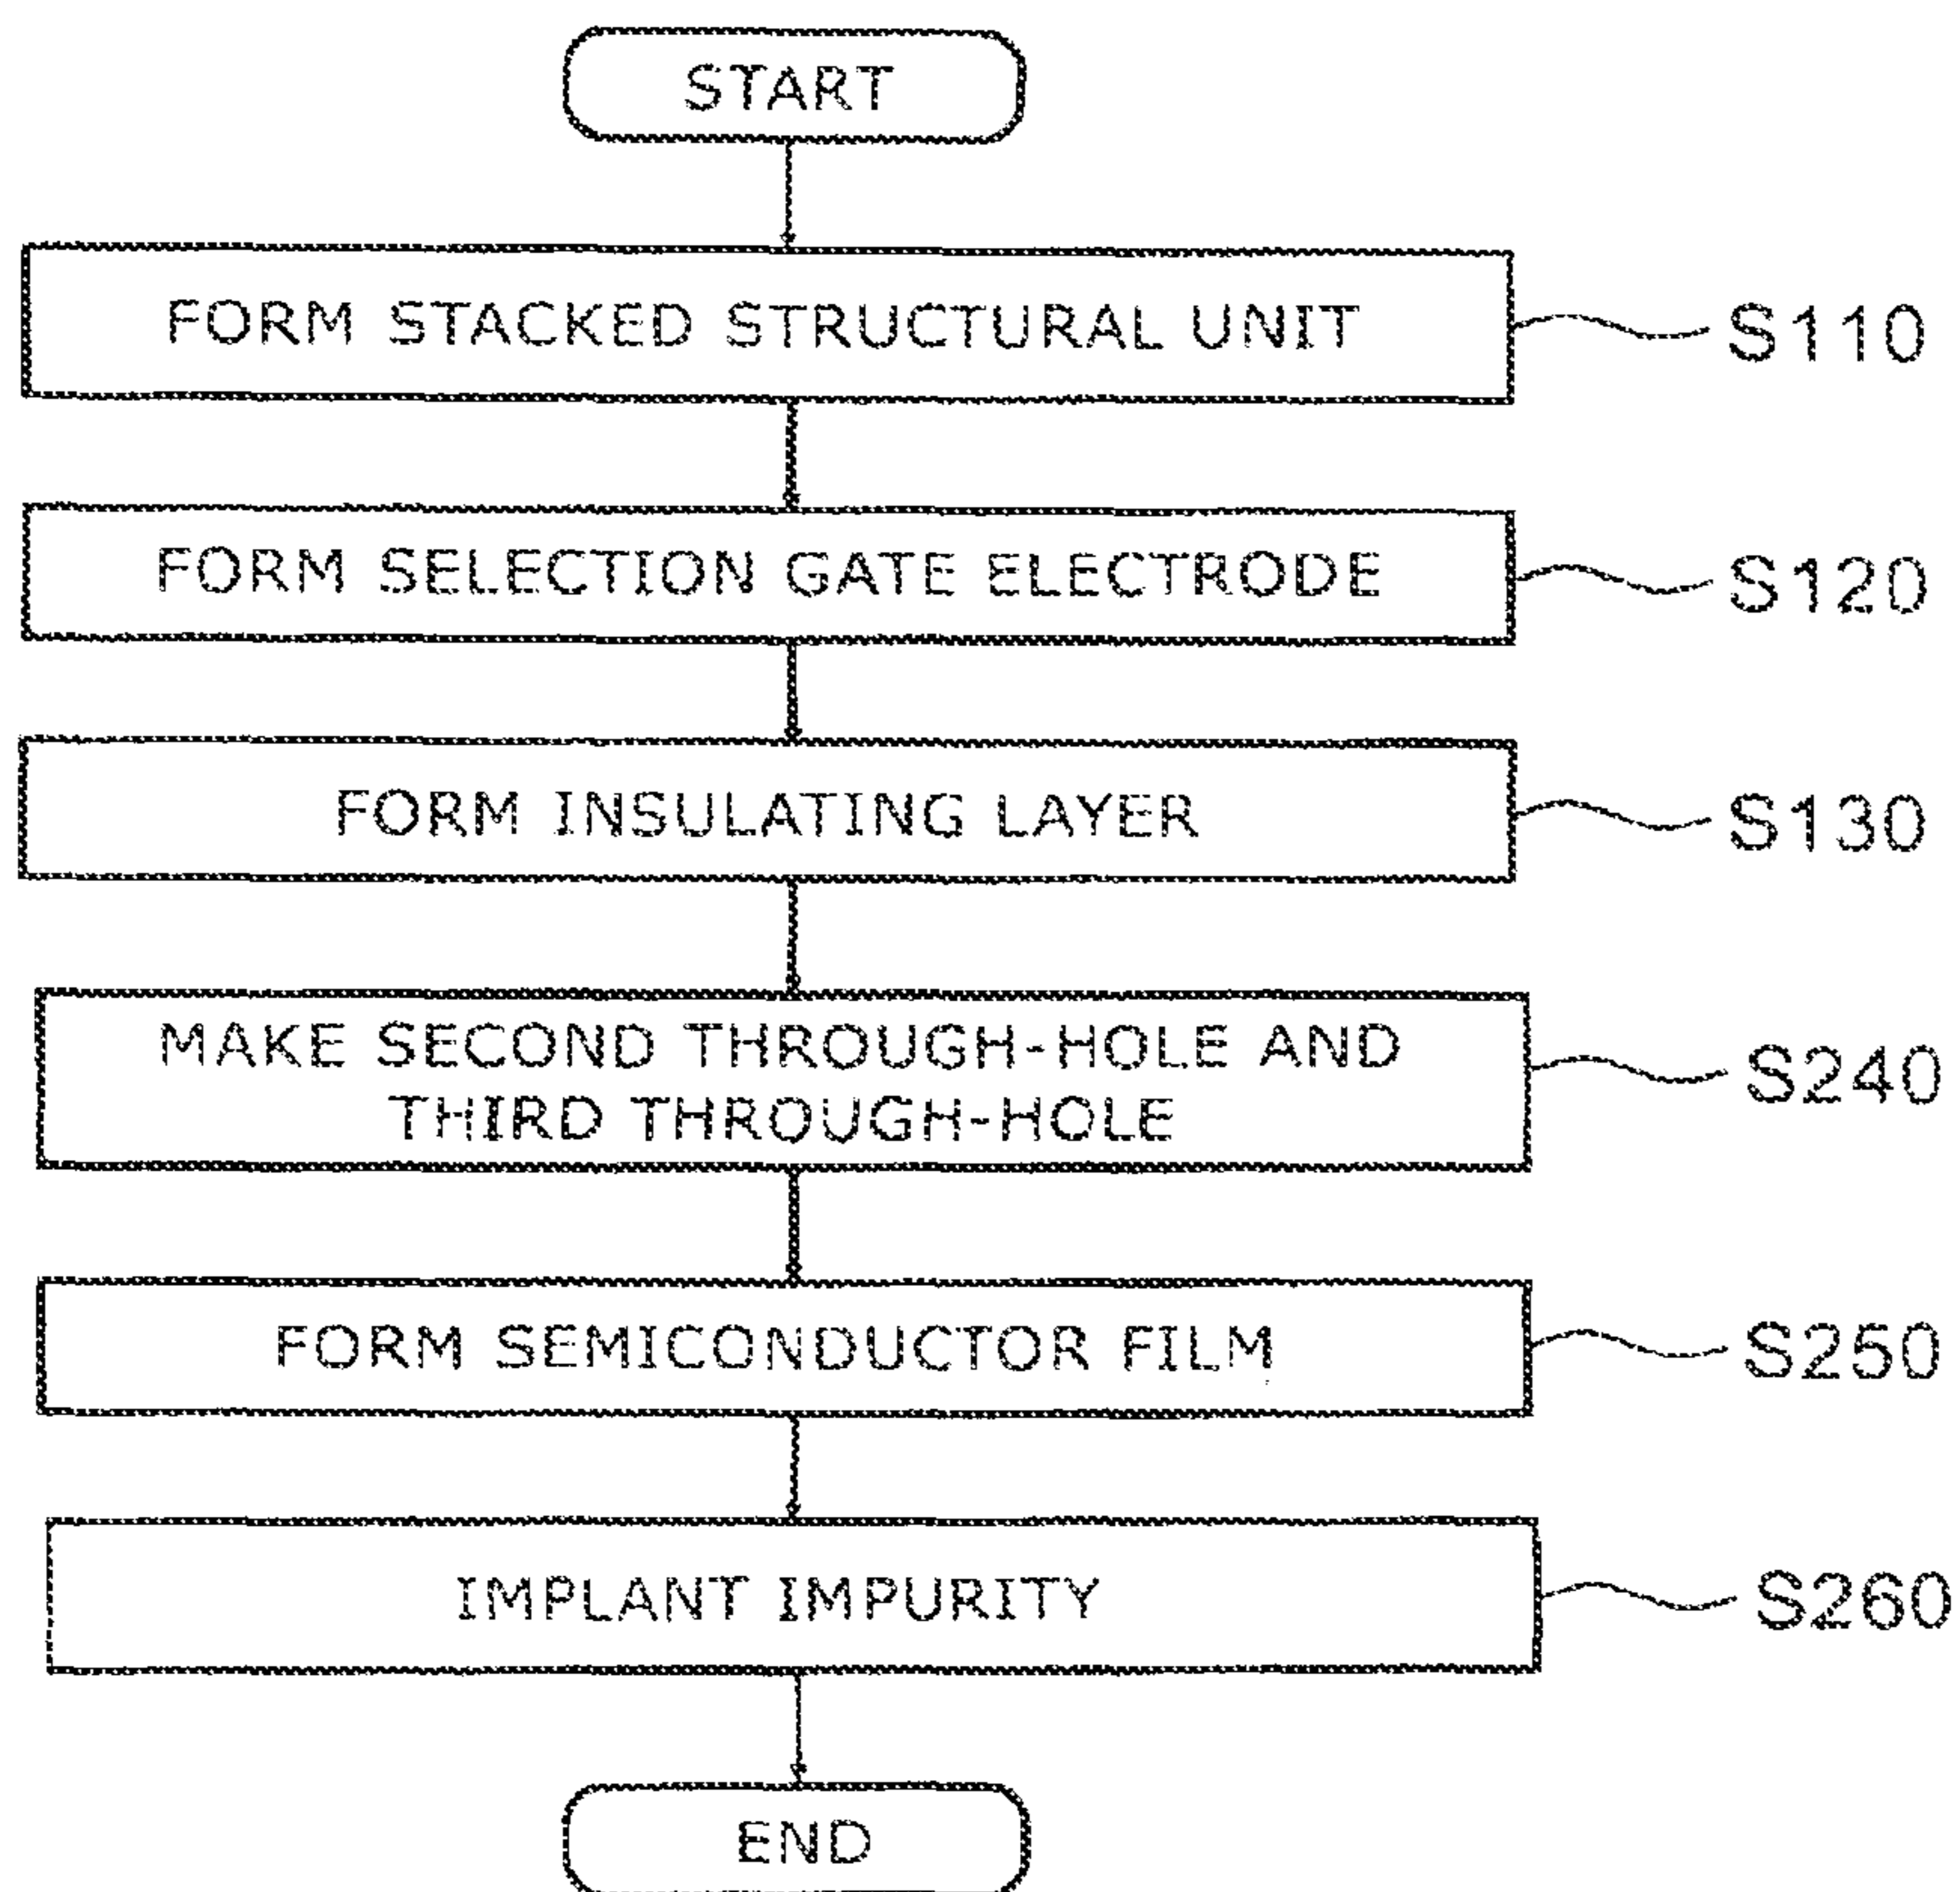 START
FORM STACKED STRUCTURAL UNIT
S110
FORM SELECTION GATE ELECTRODE
S120
FORM INSULATING LAYER
S130
MAKE SECOND THROUGH-HOLE AND
THIRD THROUGH-HOLE
S240
FORM SEMICONDUCTOR FILM
S250
IMPLANT IMPURITY
S260
END